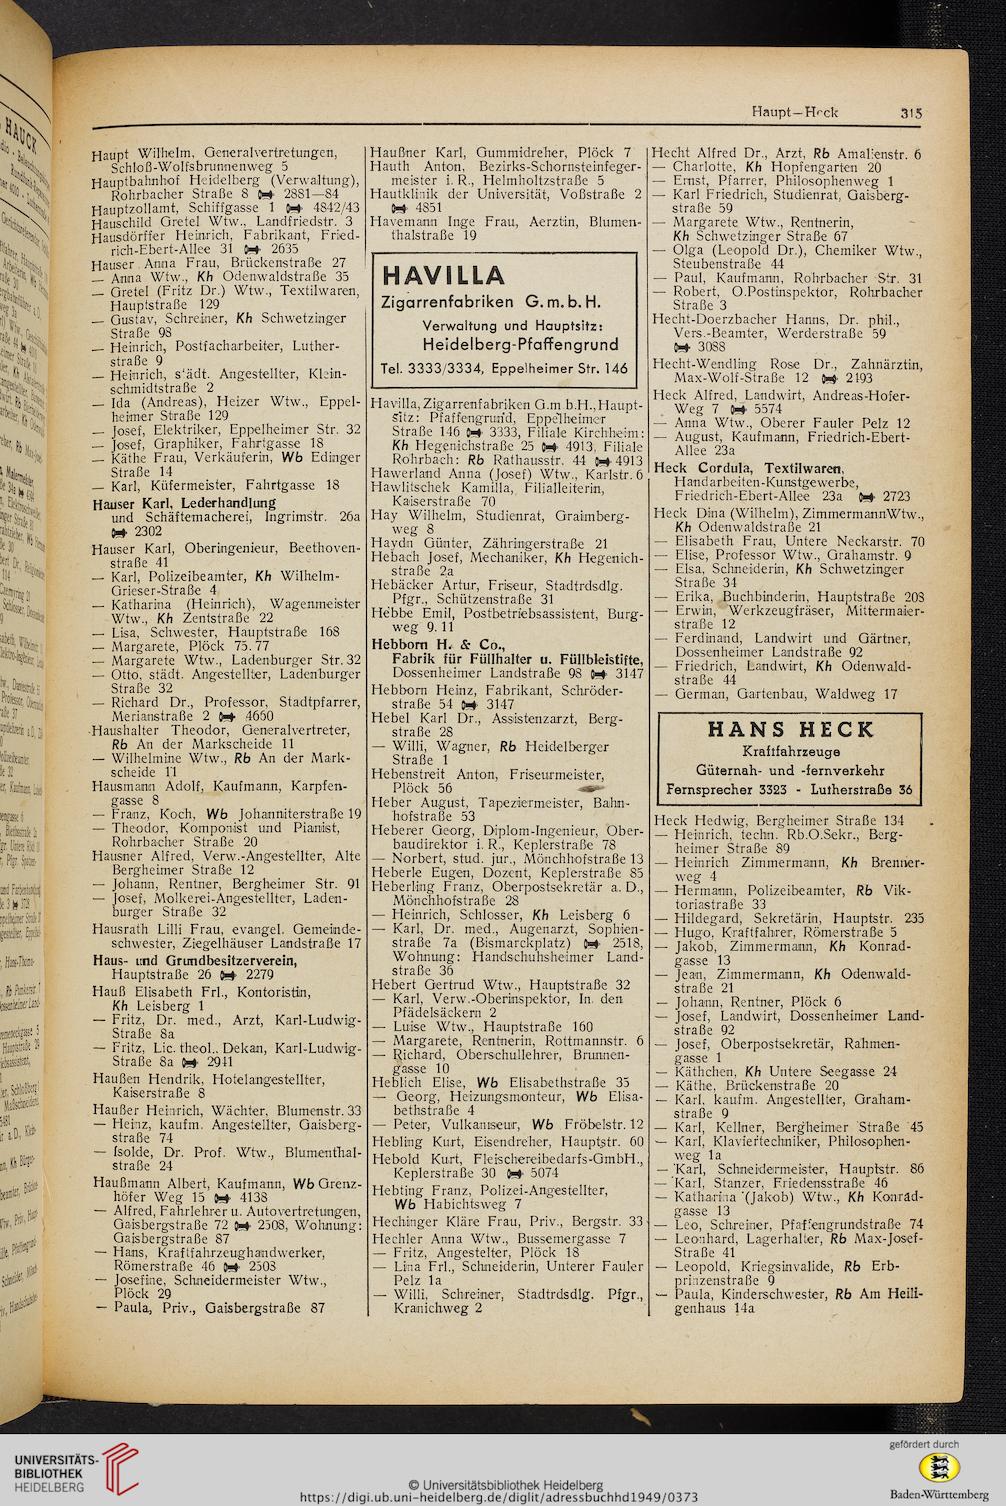 Haupt—Heck 315
Haupt Wilhelm, Generalvertretungen,
Schloß-Wolfsbrunnenweg 5
Hauptbahnhof Heidelberg (Verwaltung),
Rohrbacher Straße 8 2881—84
Hauptzollamt, Schiffgasse 1 4842/43
Hauschild Gretel Wtw., Landfriedstr. 3
Hausdörffer Heinrich, Fabrikant, Fried-
rich-Ebert-Allee 31 2635
Hauser Anna Frau, Brückenstraße 27
— Anna Wtw., Kh Odenwaldstraße 35
— Gretel (Fritz Dr.) Wtw., Textilwaren,
Hauptstraße 129
— Gustav, Schreiner, Kh Schwetzinger
Straße 98
— Heinrich, Postfacharbeiter, Luther-
straße 9
— Heinrich, städt. Angestellter, Klein-
schmidtstraße 2
— Ida (Andreas), Heizer Wtw., Eppel-
heimer Straße 129
— Josef, Elektriker, Eppelheimer Str. 32
— Josef, Graphiker, Fahrtgasse 18
— Käthe Frau, Verkäuferin, Wb Edinger
Straße 14
— Karl, Küfermeister, Fahrtgasse 18
Hauser Karl, Lederhandlung
und Schäftemacherei, Ingrimstr. 26a
2302
Hauser Karl, Oberingenieur, Beethoven-
straße 41
— Karl, Polizeibeamter, Kh Wilhelm-
Grieser-Straße 4
— Katharina (Heinrich), Wagenmeister
Wtw., Kh Zentstraße 22
— Lisa, Schwester, Hauptstraße 168
— Margarete, Plöck 75. 77
— Margarete Wtw., Ladenburger Str. 32
— Otto, städt. Angestellter, Ladenburger
Straße 32
— Richard Dr., Professor, Stadtpfarrer,
Merianstraße 2 4660
Haushalter Theodor, Generalvertreter,
Rb An der Markscheide 11
— Wilhelmine Wtw., Rb An der Mark-
scheide 11
Hausmann Adolf, Kaufmann, Karpfen-
gasse 8
— Franz, Koch, Wb Johanniterstraße 19
— Theodor, Komponist und Pianist,
Rohrbacher Straße 20
Hausner Alfred, Verw.-Angestellter, Alte
Bergheimer Straße 12
— Johann, Rentner, Bergheimer Str. 91
— Josef, Molkerei-Angestellter, Laden-
burger Straße 32
Hausrath Lilli Frau, evangel. Gemeinde-
schwester, Ziegelhäuser Landstraße 17
Haus- und Grundbesitzerverein,
Hauptstraße 26 2279
Hauß Elisabeth Frl., Kontoristin,
Kh Leisberg 1
— Fritz, Dr. med., Arzt, Karl-Ludwig-
Straße 8a
— Fritz, Lic. theol., Dekan, Karl-Ludwig-
Straße 8a 2941
Haußen Hendrik, Hotelangestellter,
Kaiserstraße 8
Haußer Heinrich, Wächter, Blumenstr. 33
— Heinz, kaufm. Angestellter, Gaisberg-
straße 74
— Isolde, Dr. Prof. Wtw., Blumenthal-
straße 24
Haußmann Albert, Kaufmann, Wb Grenz-
höfer Weg 15 4138
— Alfred, Fahrlehrer u. Autovertretungen,
Gaisbergstraße 72 2508, Wohnung:
Gaisbergstraße 87
— Hans, Kraftfahrzeughandwerker,
Römerstraße 46 2503
— Josefine, Schneidermeister Wtw.,
Plöck 29
— Paula, Priv., Gaisbergstraße 87
Haußner Karl, Gummidreher, Plöck 7
Hauth Anton, Bezirks-Schornsteinfeger-
meister i. R., Helmholtzstraße 5
Hautklinik der Universität, Voßstraße 2
4851
Havemann Inge Frau, Aerztin, Blumen-
thalstraße 19
HAVILLA
Zigarrenfabriken G. m. b. H.
Verwaltung und Hauptsitz:
Heidelberg-Pfaffengrund
Tel. 3333/3334, Eppelheimer Str. 146
Havilla, Zigarrenfabriken G.m b.H., Haupt-
sitz: Pfaffengrund, Eppelheimer
Straße 146 3333, Filiale Kirchheim:
Kh Hegenichstraße 25 4913, Filiale
Rohrbach: Rb Rathausstr. 44 4913
Hawerland Anna (Josef) Wtw., Karlstr. 6
Hawlitschek Kamilla, Filialleiterin,
Kaiserstraße 70
Hay Wilhelm, Studienrat, Graimberg-
weg 8
Haydn Günter, Zähringerstraße 21
Hebach Josef, Mechaniker, Kh Hegenich-
straße 2a
Hebäcker Artur, Friseur, Stadtrdsdlg.
Pfgr., Schützenstraße 31
Hebbe Emil, Postbetriebsassistent, Burg-
weg 9. 11
Hebborn H. & Co.,
Fabrik für Füllhalter u. Füllbleistifte,
Dossenheimer Landstraße 98 3147
Hebborn Heinz, Fabrikant, Schröder-
straße 54 3147
Hebel Karl Dr., Assistenzarzt, Berg-
straße 28
— Willi, Wagner, Rb Heidelberger
Straße 1
Hebenstreit Anton, Friseurmeister,
Plöck 56
Heber August, Tapeziermeister, Bahn-
hofstraße 53
Heberer Georg, Diplom-Ingenieur, Ober-
baudirektor i. R., Keplerstraße 78
— Norbert, stud. jur., Mönchhofstraße 13
Heberle Eugen, Dozent, Keplerstraße 85
Heberling Franz, Oberpostsekretär a. D.,
Mönchhofstraße 28
— Heinrich, Schlosser, Kh Leisberg 6
— Karl, Dr. med., Augenarzt, Sophien-
straße 7a (Bismarckplatz) 2518,
Wohnung: Handschuhsheimer Land-
straße 36
Hebert Gertrud Wtw., Hauptstraße 32
— Karl, Verw.-Oberinspektor, In den
Pfädelsäckern 2
— Luise Wtw., Hauptstraße 160
— Margarete, Rentnerin, Rottmannstr. 6
— Richard, Oberschullehrer, Brunnen-
gasse 10
Heblich Elise, Wb Elisabethstraße 35
— Georg, Heizungsmonteur, Wb Elisa-
bethstraße 4
— Peter, Vulkaniseur, Wb Fröbelstr. 12
Hebling Kurt, Eisendreher, Hauptstr. 60
Hebold Kurt, Fleischereibedarfs-GmbH.,
Keplerstraße 30 5074
Hebting Franz, Polizei-Angestellter,
Wb Habichtsweg 7
Hechinger Kläre Frau, Priv., Bergstr. 33
Hechler Anna Wtw., Bussemergasse 7
— Fritz, Angestelter, Plöck 18
— Lina Frl., Schneiderin, Unterer Fauler
Pelz 1a
— Willi, Schreiner, Stadtrdsdlg. Pfgr.,
Kranichweg 2
Hecht Alfred Dr., Arzt, Rb Amalienstr. 6
— Charlotte, Kh Hopfengarten 20
— Ernst, Pfarrer, Philosophenweg 1
— Karl Friedrich, Studienrat, Gaisberg-
straße 59
— Margarete Wtw., Rentnerin,
Kh Schwetzinger Straße 67
— Olga (Leopold Dr.), Chemiker Wtw.,
Steubenstraße 44
— Paul, Kaufmann, Rohrbacher Str. 31
— Robert, O.Postinspektor, Rohrbacher
Straße 3
Hecht-Doerzbacher Hanns, Dr. phil.,
Vers.-Beamter, Werderstraße 59
3088
Hecht-Wendling Rose Dr., Zahnärztin,
Max-Wolf-Straße 12 2193
Heck Alfred, Landwirt, Andreas-Hofer-
Weg 7 5574
— Anna Wtw., Oberer Fauler Pelz 12
— August, Kaufmann, Friedrich-Ebert-
Allee 23a
Heck Cordula, Textilwaren,
Handarbeiten-Kunstgewerbe,
Friedrich-Ebert-Allee 23a 2723
Heck Dina (Wilhelm), Zimmermann Wtw.,
Kh Odenwaldstraße 21
— Elisabeth Frau, Untere Neckarstr. 70
— Elise, Professor Wtw., Grahamstr. 9
— Elsa, Schneiderin, Kh Schwetzinger
Straße 34
— Erika, Buchbinderin, Hauptstraße 208
— Erwin, Werkzeugfräser, Mittermaier-
straße 12
— Ferdinand, Landwirt und Gärtner,
Dossenheimer Landstraße 92
— Friedrich, Landwirt, Kh Odenwald-
straße 44
— German, Gartenbau, Waldweg 17
HANS HECK
Kraftfahrzeuge
Güternah- und -fernverkehr
Fernsprecher 3323 - Lutherstraße 36
Heck Hedwig, Bergheimer Straße 134
— Heinrich, techn. Rb.O.Sekr., Berg-
heimer Straße 89
— Heinrich Zimmermann, Kh Brenner-
weg 4
— Hermann, Polizeibeamter, Rb Vik-
toriastraße 33
— Hildegard, Sekretärin, Hauptstr. 235
— Hugo, Kraftfahrer, Römerstraße 5
— Jakob, Zimmermann, Kh Konrad-
gasse 13
— Jean, Zimmermann, Kh Odenwald-
straße 21
— Johann, Rentner, Plöck 6
— Josef, Landwirt, Dossenheimer Land-
straße 92
— Josef, Oberpostsekretär, Rahmen-
gasse 1
— Käthchen, Kh Untere Seegasse 24
— Käthe, Brückenstraße 20
— Karl, kaufm. Angestellter, Graham-
straße 9
— Karl, Kellner, Bergheimer Straße 45
— Karl, Klaviertechniker, Philosophen-
weg 1a
— Karl, Schneidermeister, Hauptstr. 86
— Karl, Stanzer, Friedensstraße 46
— Katharina (Jakob) Wtw., Kh Konrad-
gasse 13
— Leo, Schreiner, Pfaffengrundstraße 74
— Leonhard, Lagerhalter, Rb Max-Josef-
Straße 41
— Leopold, Kriegsinvalide, Rb Erb-
prinzenstraße 9
— Paula, Kinderschwester, Rb Am Heili-
genhaus 14a
UNIVERSITÄTS-
BIBLIOTHEK
HEIDELBERG
© Universitätsbibliothek Heidelberg
https://digi.ub.uni-heidelberg.de/diglit/adressbuchhd1949/0373
gefördert durch
Baden-Württemberg